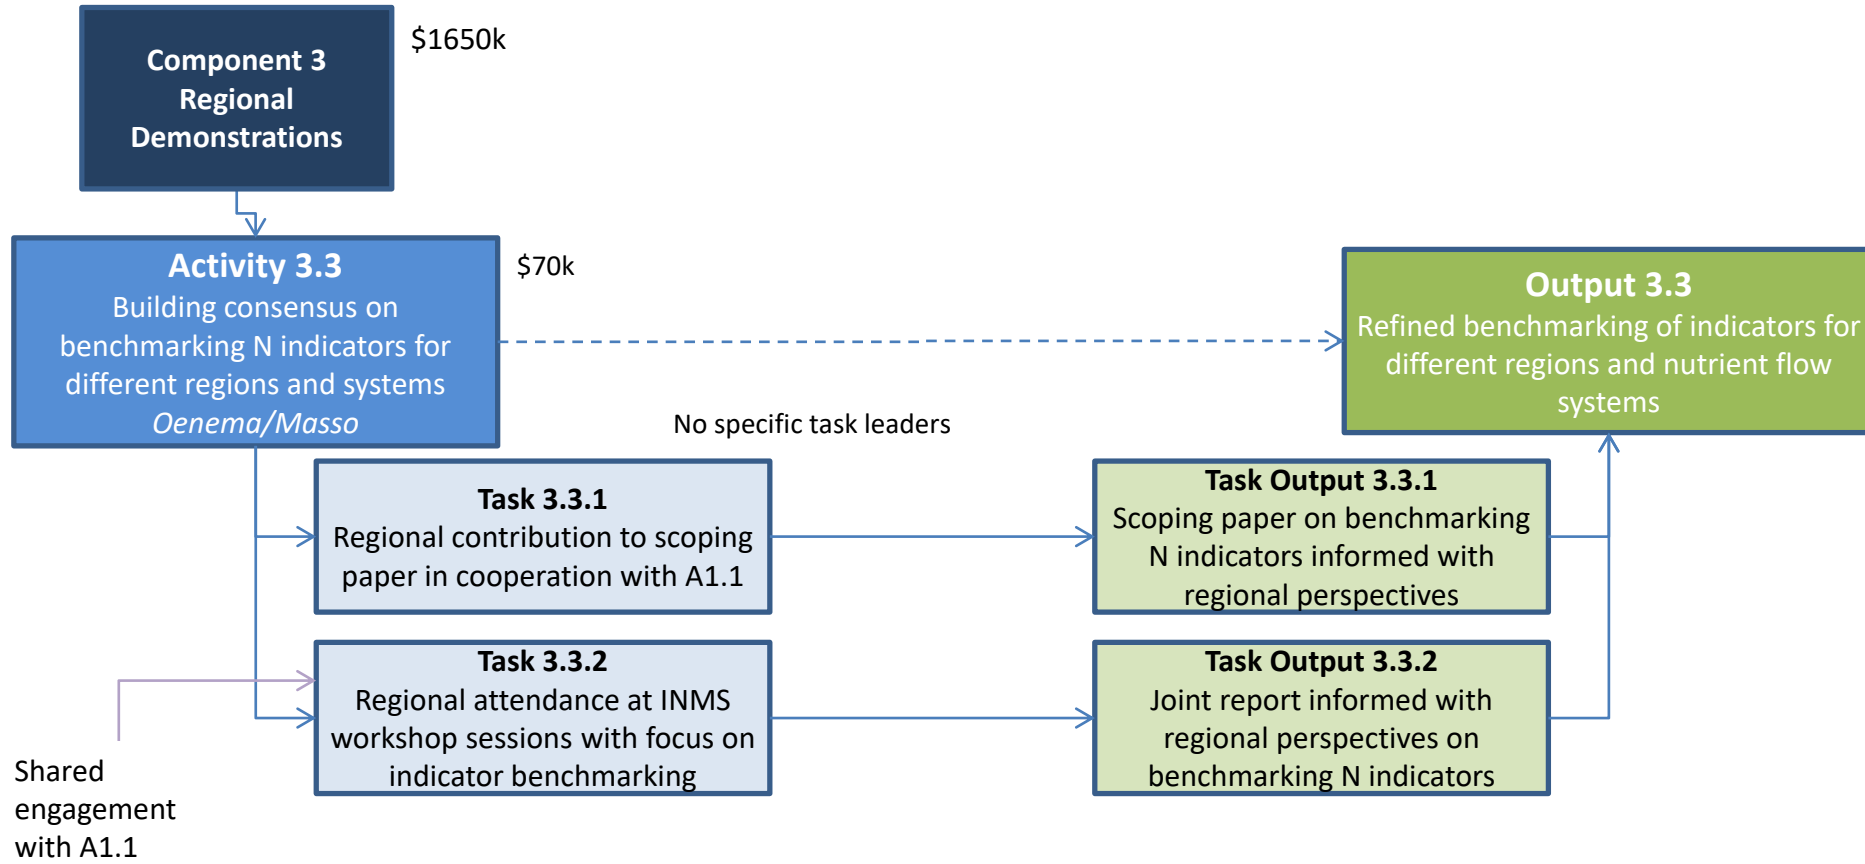 Component 3
Regional
Demonstrations
$1650k
Activity 3.3
Building consensus on
benchmarking N indicators for
different regions and systems
Oenema/Masso
$70k
Output 3.3
Refined benchmarking of indicators for
different regions and nutrient flow
systems
No specific task leaders
Task 3.3.1
Regional contribution to scoping
paper in cooperation with A1.1
Task Output 3.3.1
Scoping paper on benchmarking
N indicators informed with
regional perspectives
Task 3.3.2
Regional attendance at INMS
workshop sessions with focus on
indicator benchmarking
Task Output 3.3.2
Joint report informed with
regional perspectives on
benchmarking N indicators
Shared
engagement
with A1.1